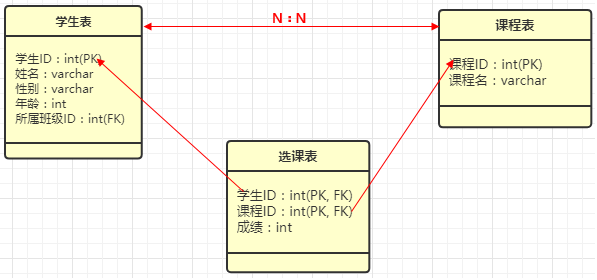 学生表
学生ID：int(PK)
姓名：varchar
性别：varchar
年龄：int
所属班级ID：int(FK)
N：N
课程表
课程ID：int(PK)
课程名：varchar
选课表
学生ID：int(PK, FK)
课程ID：int(PK, FK)
成绩：int